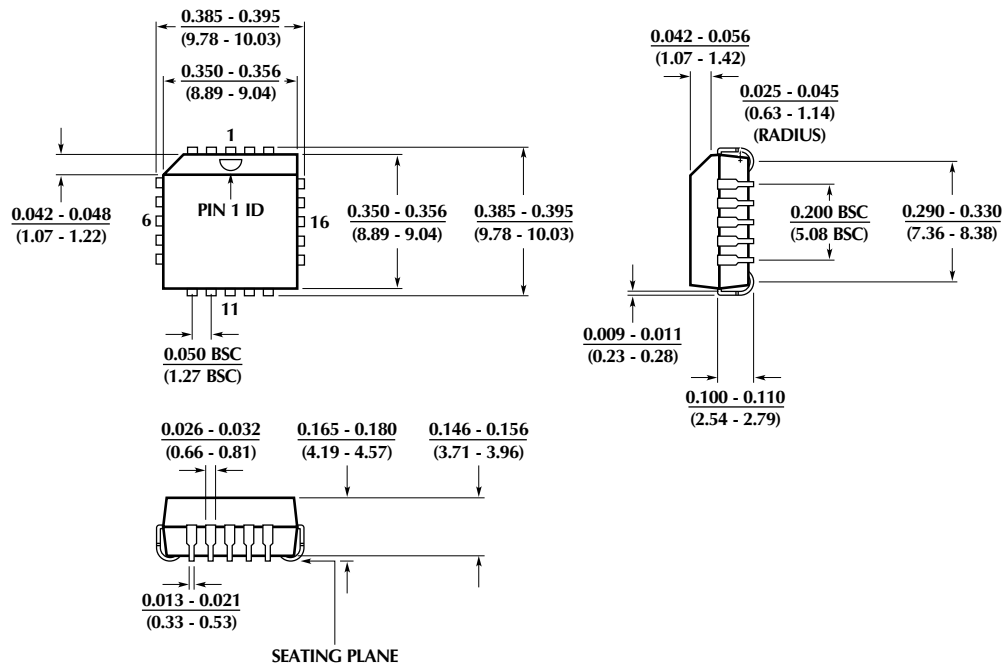 0.385 - 0.395
(9.78 - 10.03)
0.350 - 0.356
(8.89 - 9.04)
1
0.042 - 0.048
(1.07 - 1.22)
6
PIN 1 ID
16
0.350 - 0.356
(8.89 - 9.04)
0.385 - 0.395
(9.78 - 10.03)
11
0.050 BSC
(1.27 BSC)
0.042 - 0.056
(1.07 - 1.42)
0.025 - 0.045
(0.63 - 1.14)
(RADIUS)
0.200 BSC
(5.08 BSC)
0.290 - 0.330
(7.36 - 8.38)
0.009 - 0.011
(0.23 - 0.28)
0.100 - 0.110
(2.54 - 2.79)
0.026 - 0.032
(0.66 - 0.81)
0.165 - 0.180
(4.19 - 4.57)
0.146 - 0.156
(3.71 - 3.96)
0.013 - 0.021
(0.33 - 0.53)
SEATING PLANE